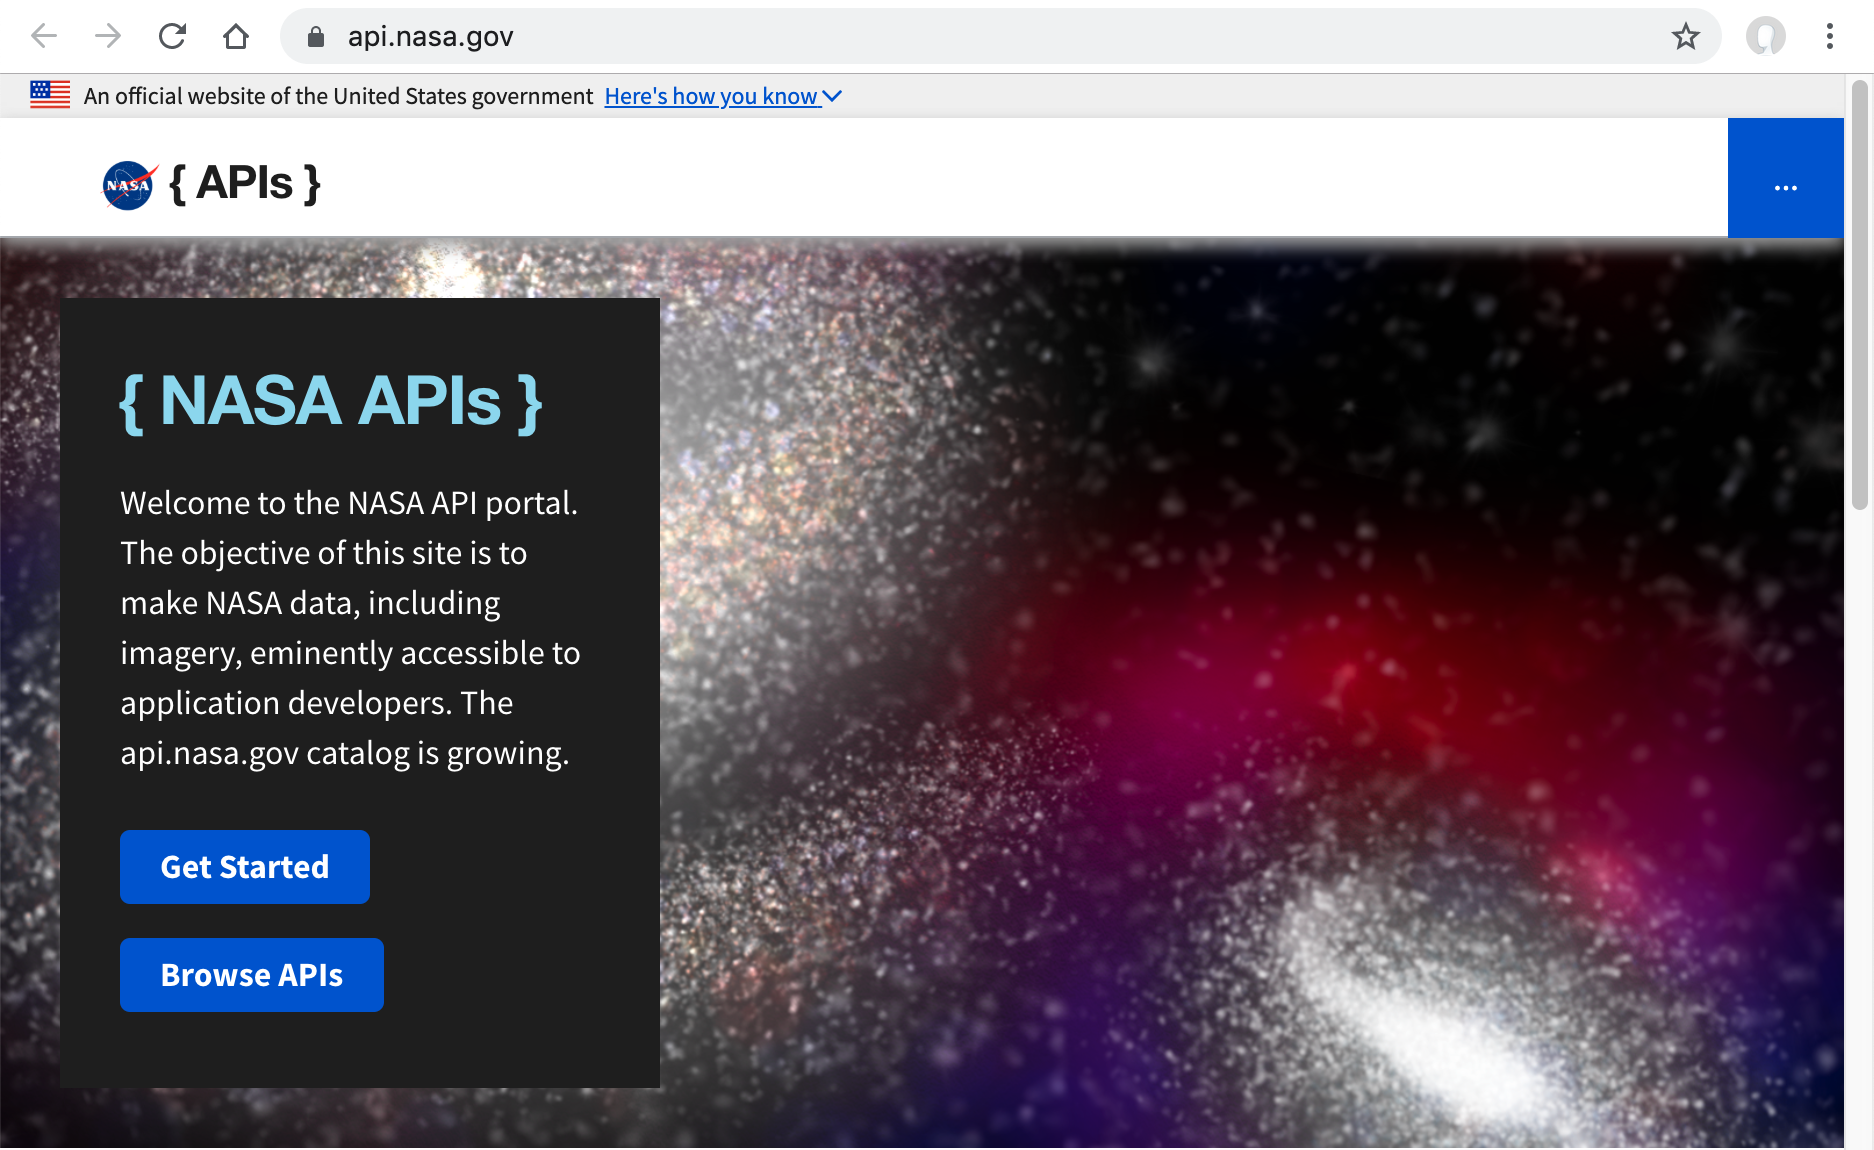 api.nasa.gov
An official website of the United States government Here's how you know
NASA { APIs }
...
{ NASA APIs }
Welcome to the NASA API portal.
The objective of this site is to
make NASA data, including
imagery, eminently accessible to
application developers. The
api.nasa.gov catalog is growing.
Get Started
Browse APIs